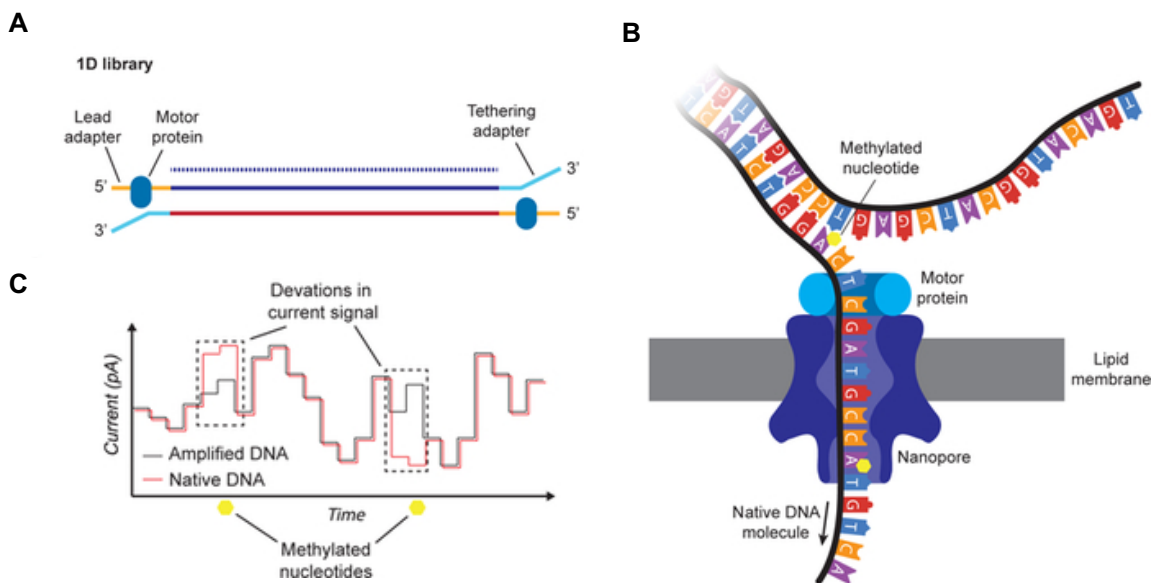 A
1D library
Lead
adapter
Motor
protein
Tethering
adapter
5'
3'
3'
5'
B
Methylated
nucleotide
Motor
protein
Lipid
membrane
Nanopore
Native DNA
molecule
T
C
G
A
T
G
C
C
A
T
G
T
C
A
C
Devations in
current signal
Current (pA)
Amplified DNA
Native DNA
Time
Methylated
nucleotides